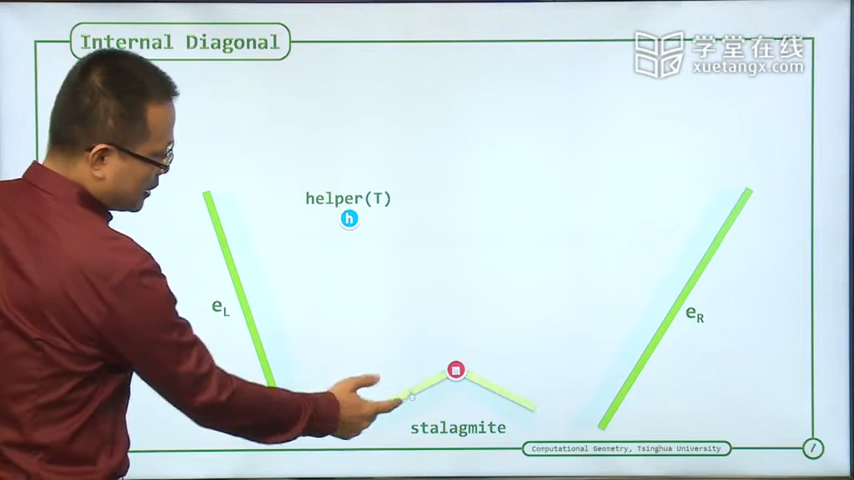 Internal Diagonal
学堂在线
xuetangx.com
helper(T)
h
eL
eR
m
stalagmite
Computational Geometry, Tsinghua University